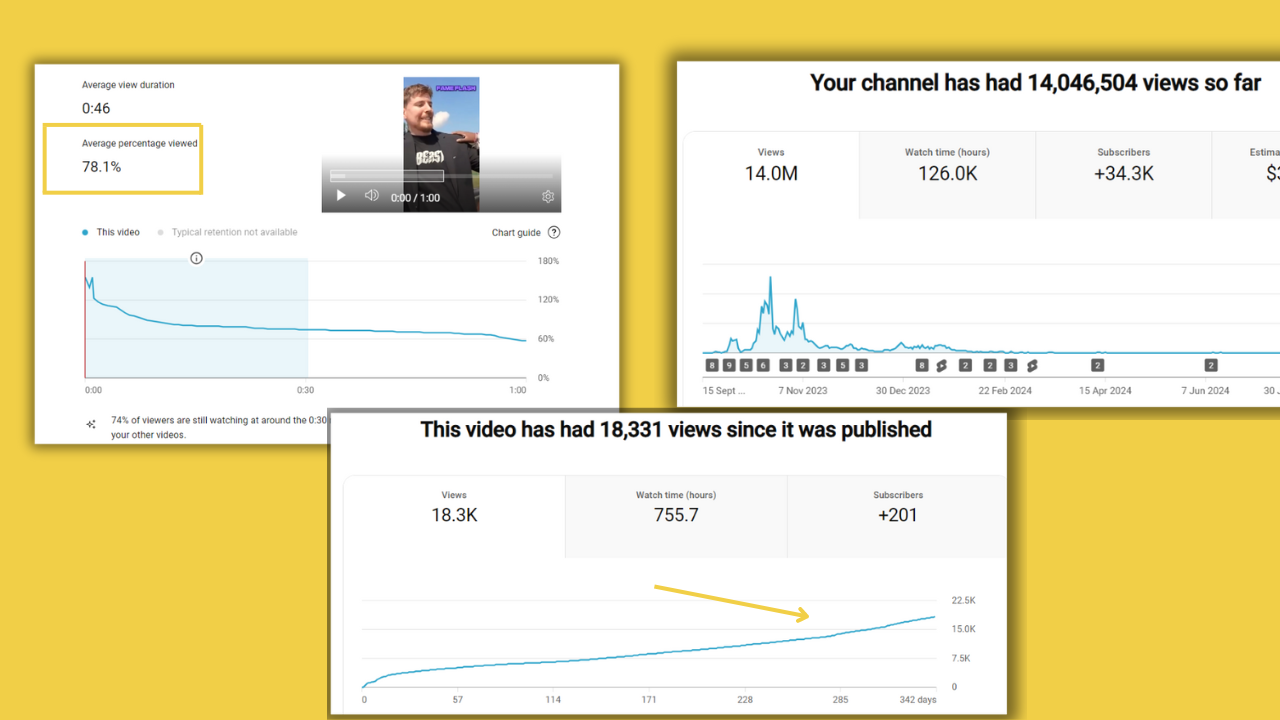 Average view duration
0:46
Average percentage viewed
78.1%
BEAST
0:00 / 1:00
This video
Typical retention not available
Chart guide ?
180%
120%
60%
0%
0:00
0:30
1:00
74% of viewers are still watching at around the 0:30
your other videos.
Your channel has had 14,046,504 views so far
Views
14.0M
Watch time (hours)
126.0K
Subscribers
+34.3K
8 9 5 6 3 2 3 5 3 8 2 2 3 2 2
15 Sept ... 7 Nov 2023 30 Dec 2023 22 Feb 2024 15 Apr 2024 7 Jun 2024
This video has had 18,331 views since it was published
Views
18.3K
Watch time (hours)
755.7
Subscribers
+201
22.5K
15.0K
7.5K
0
0 57 114 171 228 285 342 days